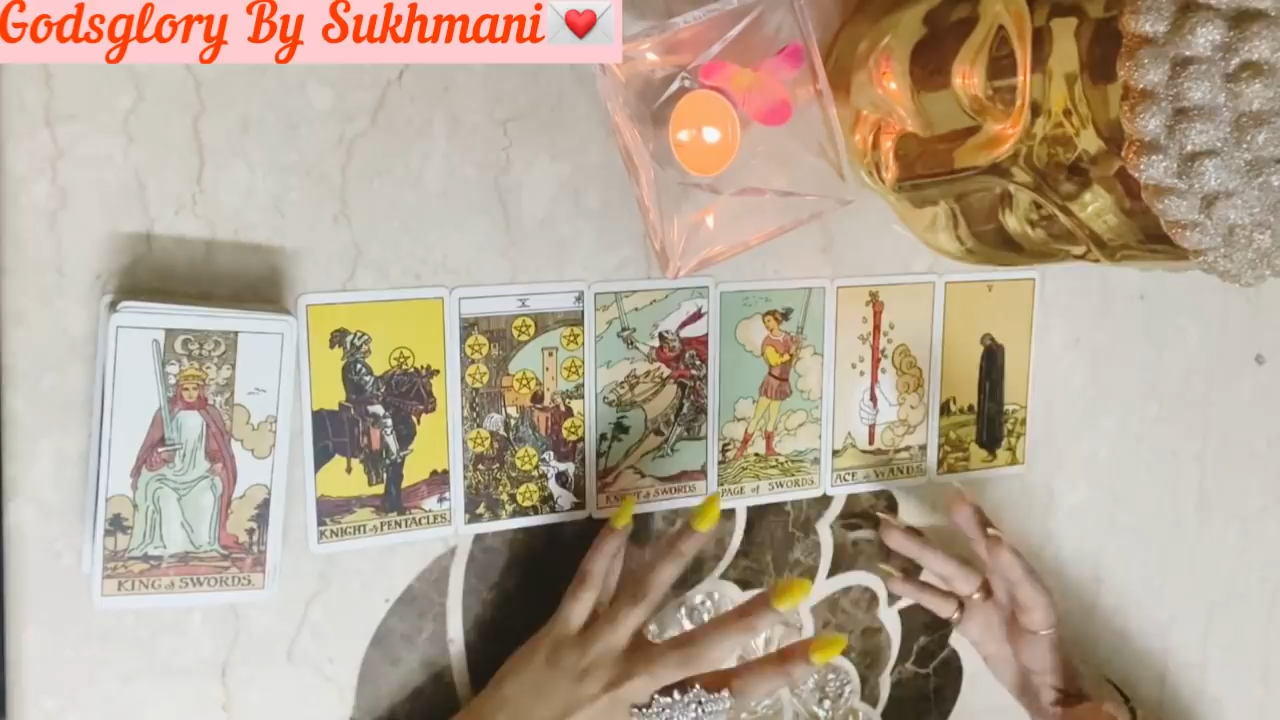 Godsglory By Sukhmani💌
KING of SWORDS.
KNIGHT of PENTACLES.
X
KNIGHT of SWORDS
PAGE of SWORDS.
ACE of WANDS.
V